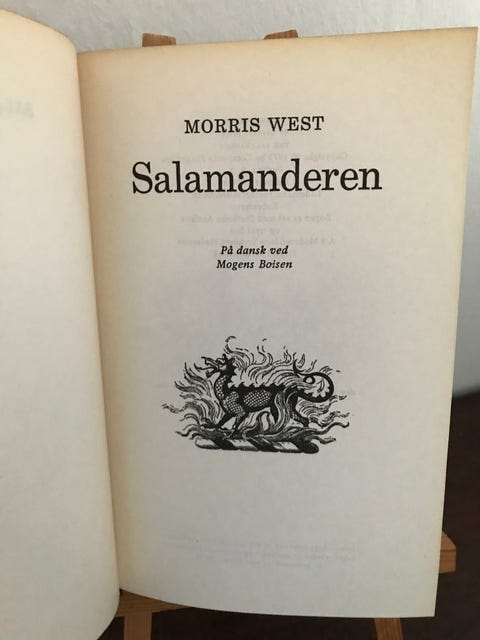 MORRIS WEST
Salamanderen
På dansk ved
Mogens Boisen